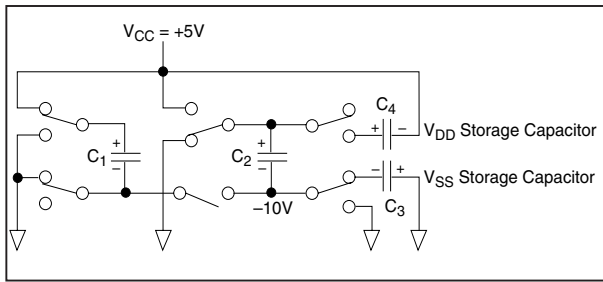 VCC = +5V
C4
+ −
VDD Storage Capacitor
+
C1
−
+
C2
−
− +
VSS Storage Capacitor
C3
−10V